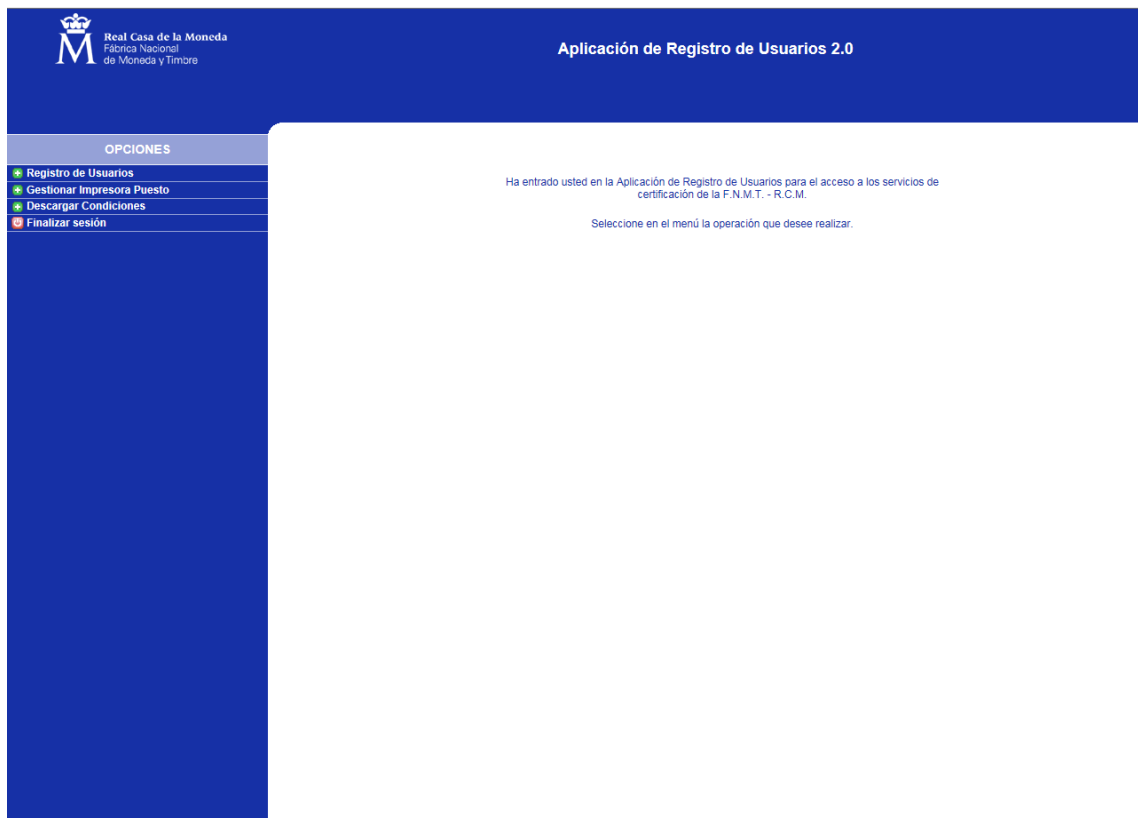 Real Casa de la Moneda
Fábrica Nacional
de Moneda y Timbre
Aplicación de Registro de Usuarios 2.0
OPCIONES
Registro de Usuarios
Gestionar Impresora Puesto
Descargar Condiciones
Finalizar sesión
Ha entrado usted en la Aplicación de Registro de Usuarios para el acceso a los servicios de
certificación de la F.N.M.T. - R.C.M.
Seleccione en el menú la operación que desee realizar.